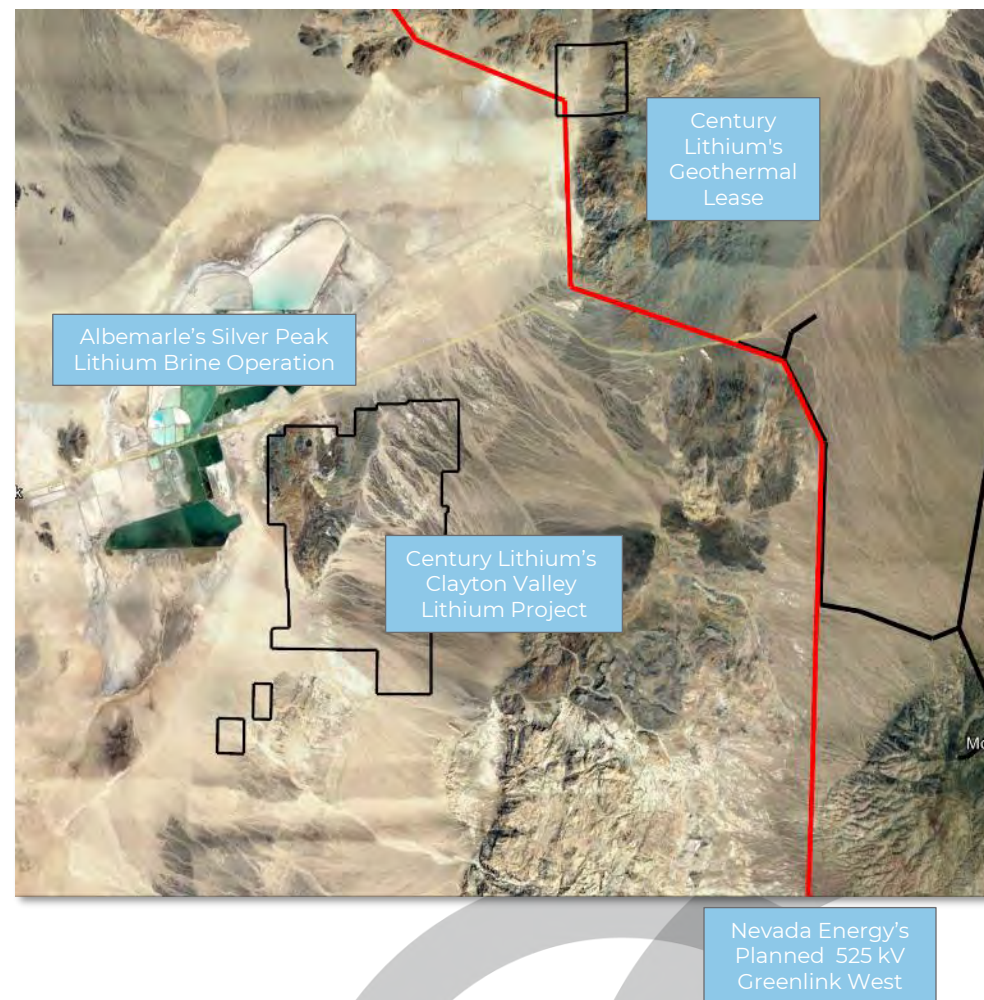 Century
Lithium's
Geothermal
Lease
Albemarle’s Silver Peak
Lithium Brine Operation
k
Century Lithium’s
Clayton Valley
Lithium Project
Mo
Nevada Energy’s
Planned 525 kV
Greenlink West